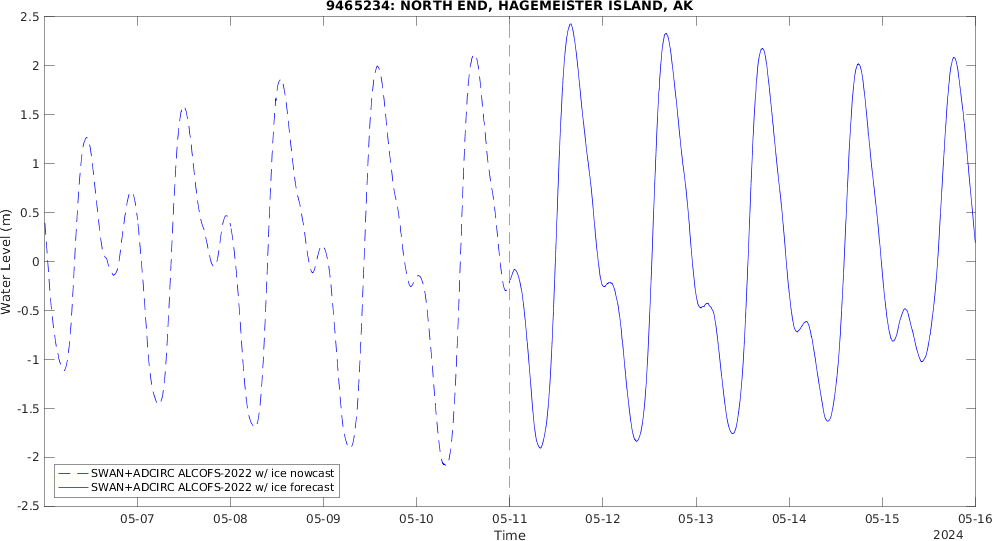 9465234: NORTH END, HAGEMEISTER ISLAND, AK
2.5
2
1.5
1
0.5
0
-0.5
-1
-1.5
-2
-2.5
Water Level (m)
SWAN+ADCIRC ALCOFS-2022 w/ ice nowcast
SWAN+ADCIRC ALCOFS-2022 w/ ice forecast
05-07 05-08 05-09 05-10 05-11 05-12 05-13 05-14 05-15 05-16
Time
2024